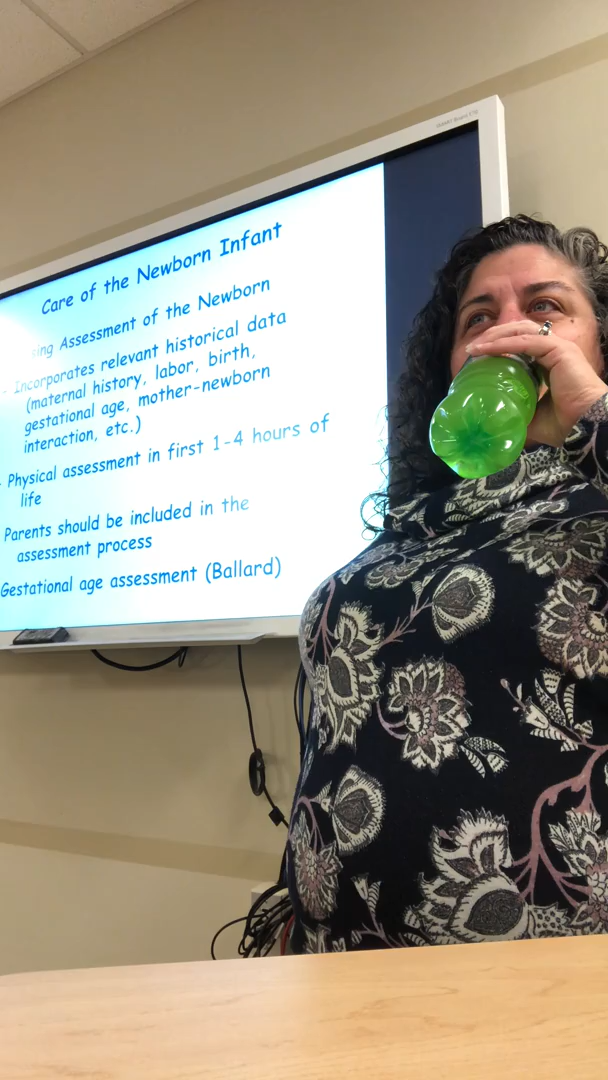 Care of the Newborn Infant
Assessment of the Newborn
- Incorporates relevant historical data
(maternal history, labor, birth,
gestational age, mother-newborn
interaction, etc.)
- Physical assessment in first 1-4 hours of
life
Parents should be included in the
assessment process
Gestational age assessment (Ballard)